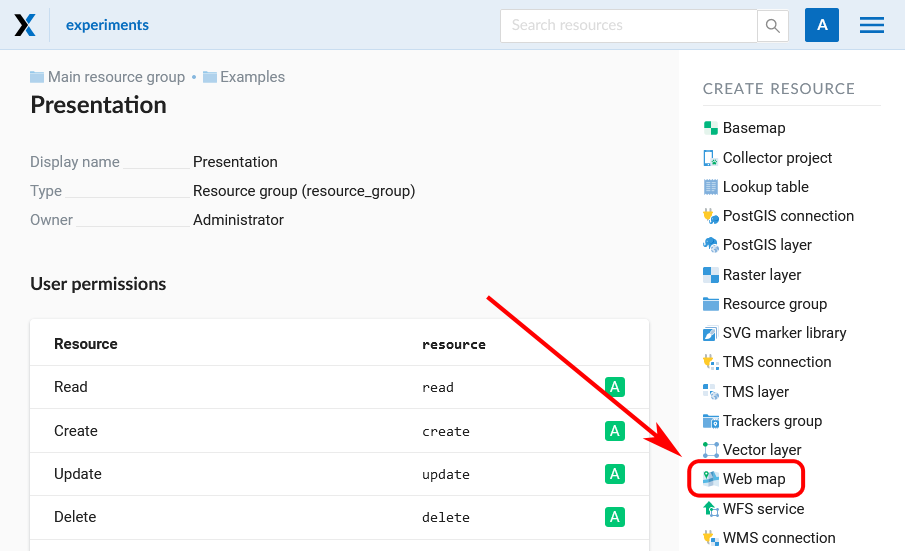 experiments
Search resources
A
Main resource group • Examples
Presentation
Display name Presentation
Type Resource group (resource_group)
Owner Administrator
User permissions
Resource resource
Read read A
Create create A
Update update A
Delete delete A
CREATE RESOURCE
Basemap
Collector project
Lookup table
PostGIS connection
PostGIS layer
Raster layer
Resource group
SVG marker library
TMS connection
TMS layer
Trackers group
Vector layer
Web map
WFS service
WMS connection